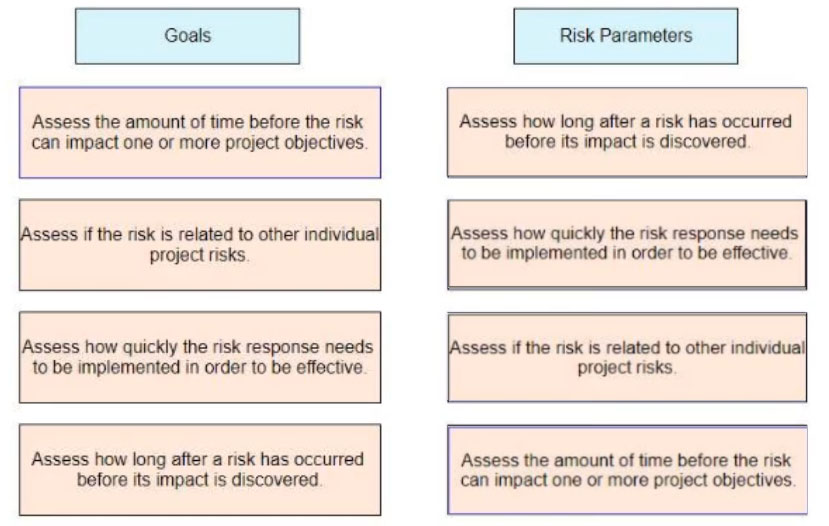 Goals
Assess the amount of time before the risk
can impact one or more project objectives.
Assess if the risk is related to other individual
project risks.
Assess how quickly the risk response needs
to be implemented in order to be effective.
Assess how long after a risk has occurred
before its impact is discovered.
Risk Parameters
Assess how long after a risk has occurred
before its impact is discovered.
Assess how quickly the risk response needs
to be implemented in order to be effective.
Assess if the risk is related to other individual
project risks.
Assess the amount of time before the risk
can impact one or more project objectives.